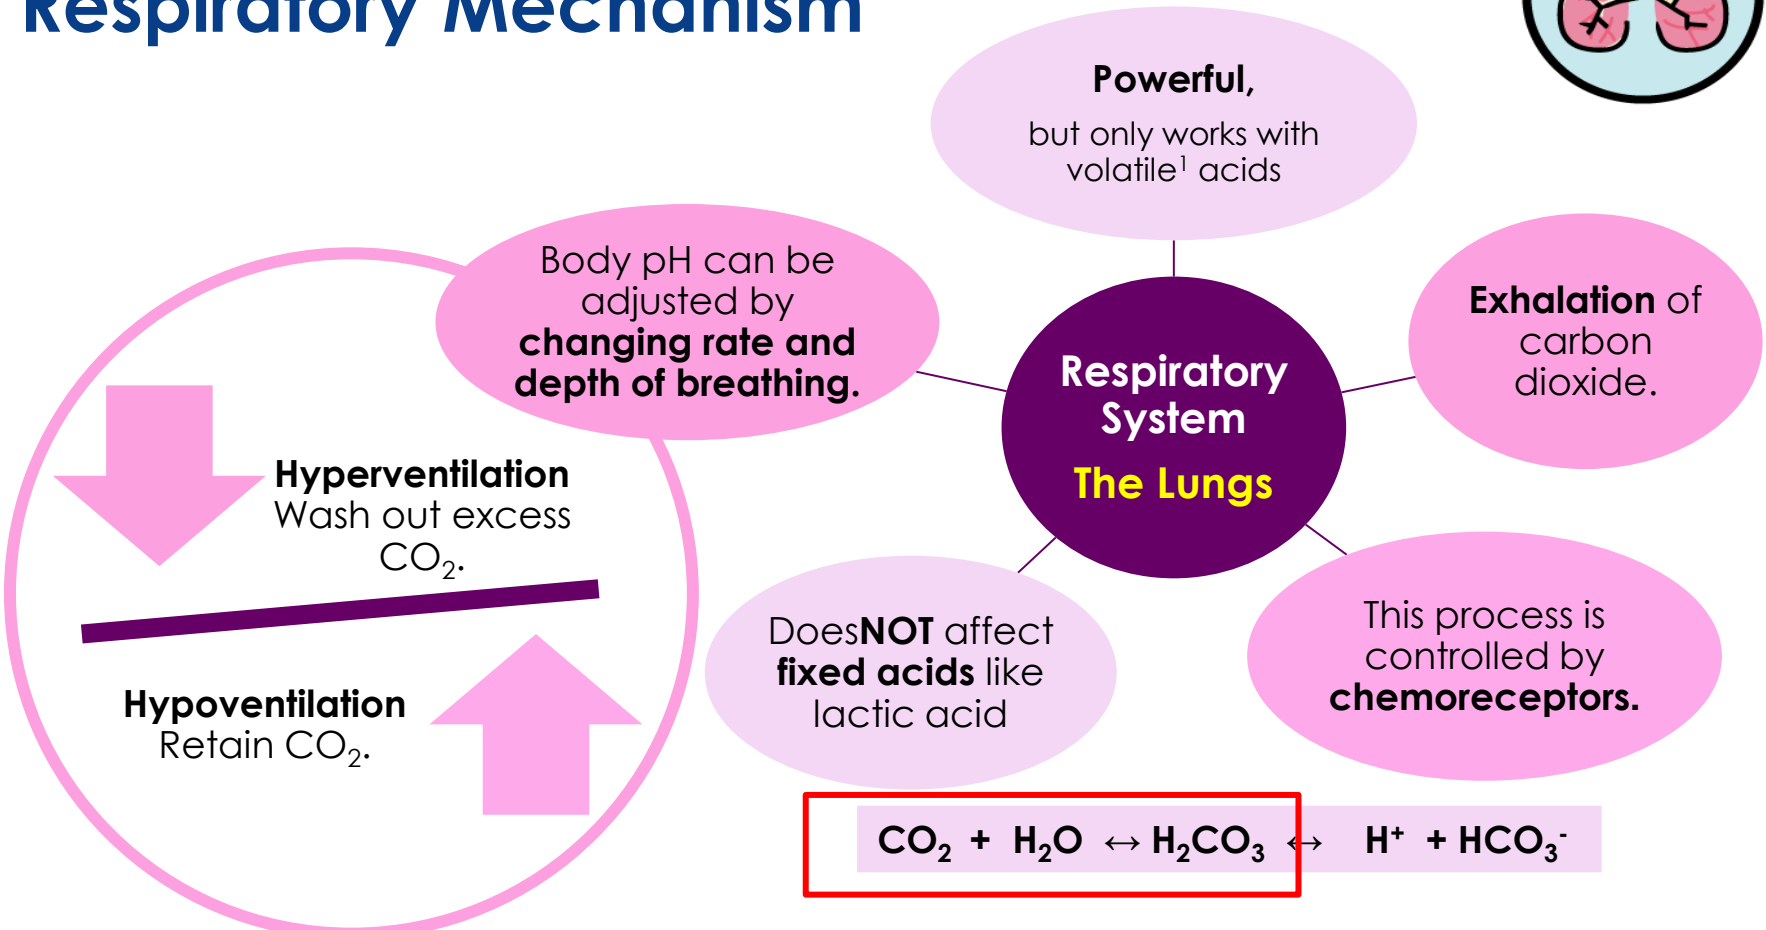 Respiratory Mechanism
Powerful,
but only works with
volatile¹ acids
Body pH can be
adjusted by
changing rate and
depth of breathing.
Exhalation of
carbon
dioxide.
Respiratory
System
The Lungs
Hyperventilation
Wash out excess
CO₂.
Hypoventilation
Retain CO₂.
DoesNOT affect
fixed acids like
lactic acid
This process is
controlled by
chemoreceptors.
CO₂ + H₂O ↔ H₂CO₃ ↔ H⁺ + HCO₃⁻